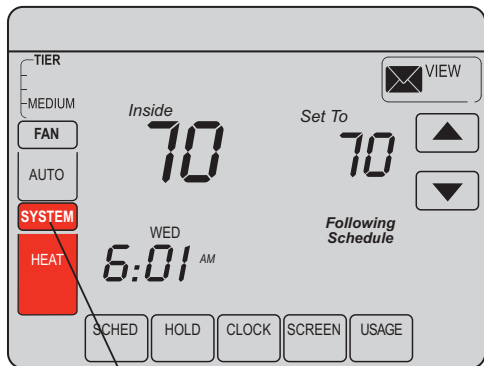 TIER
MEDIUM
VIEW
FAN
AUTO
Inside
70
Set To
70
SYSTEM
HEAT
WED
6:01 AM
Following
Schedule
SCHED
HOLD
CLOCK
SCREEN
USAGE